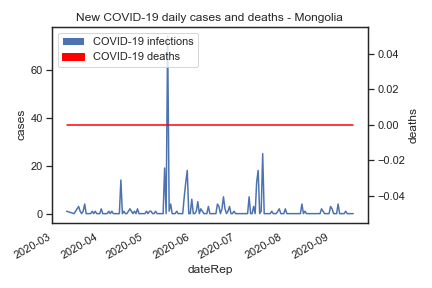 New COVID-19 daily cases and deaths - Mongolia
COVID-19 infections
COVID-19 deaths
60
40
20
0
cases
0.04
0.02
0.00
−0.02
−0.04
deaths
2020-03
2020-04
2020-05
2020-06
2020-07
2020-08
2020-09
dateRep